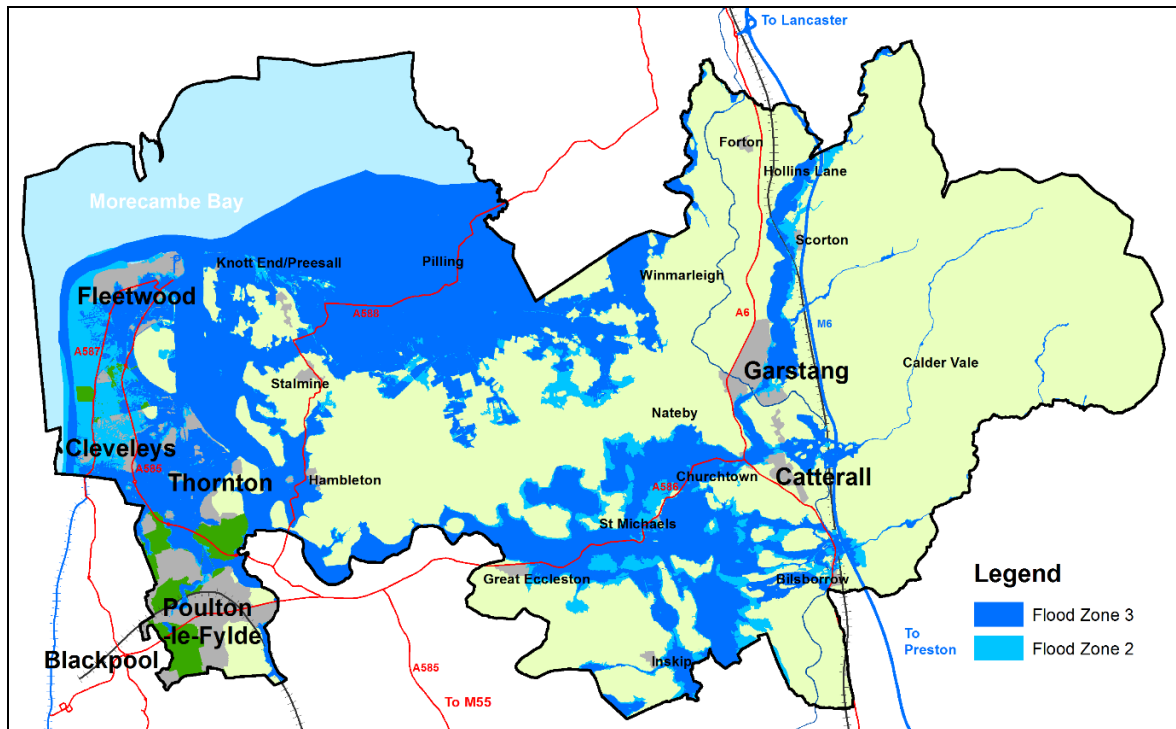 To Lancaster
Forton
Hollins Lane
Morecambe Bay
Scorton
Knott End/Preesall
Pilling
Winmarleigh
Fleetwood
A588
A6
M6
A587
Calder Vale
Garstang
Stalmine
Nateby
Cleveleys
A585
Thornton
Hambleton
Churchtown
Catterall
A586
St Michaels
Great Eccleston
Bilsborrow
Legend
Flood Zone 3
Poulton
-le-Fylde
Flood Zone 2
To
Preston
Blackpool
Inskip
A585
To M55